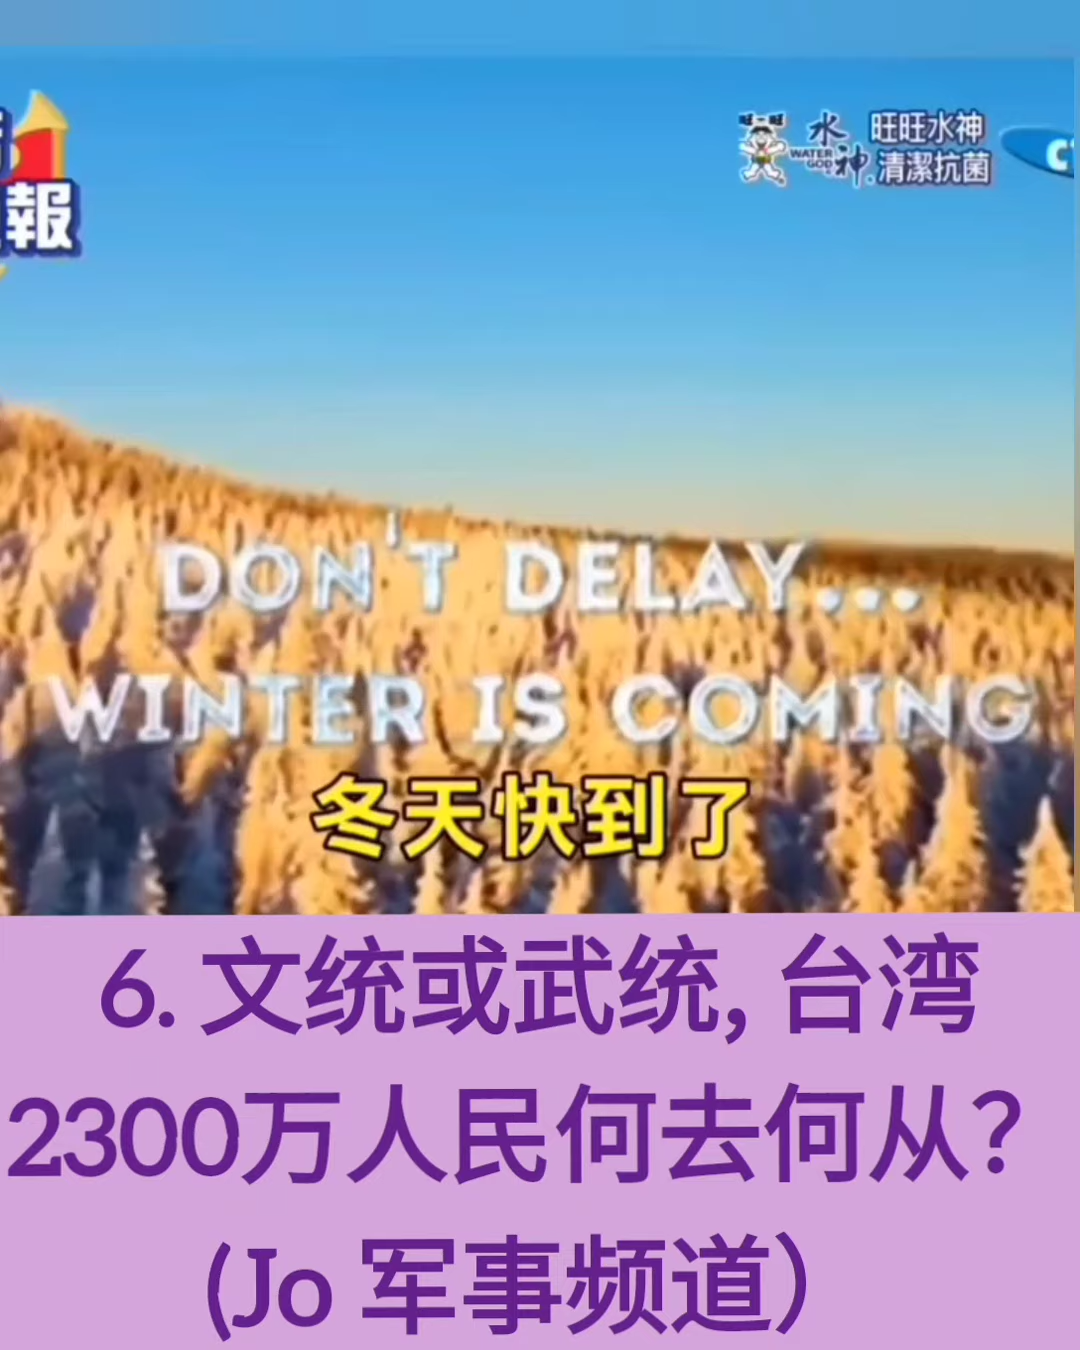 報
旺旺
水神
WATER GOD
旺旺水神
清潔抗菌
DON'T DELAY...
WINTER IS COMING
冬天快到了
6. 文统或武统, 台湾
2300万人民何去何从?
(Jo 军事频道)